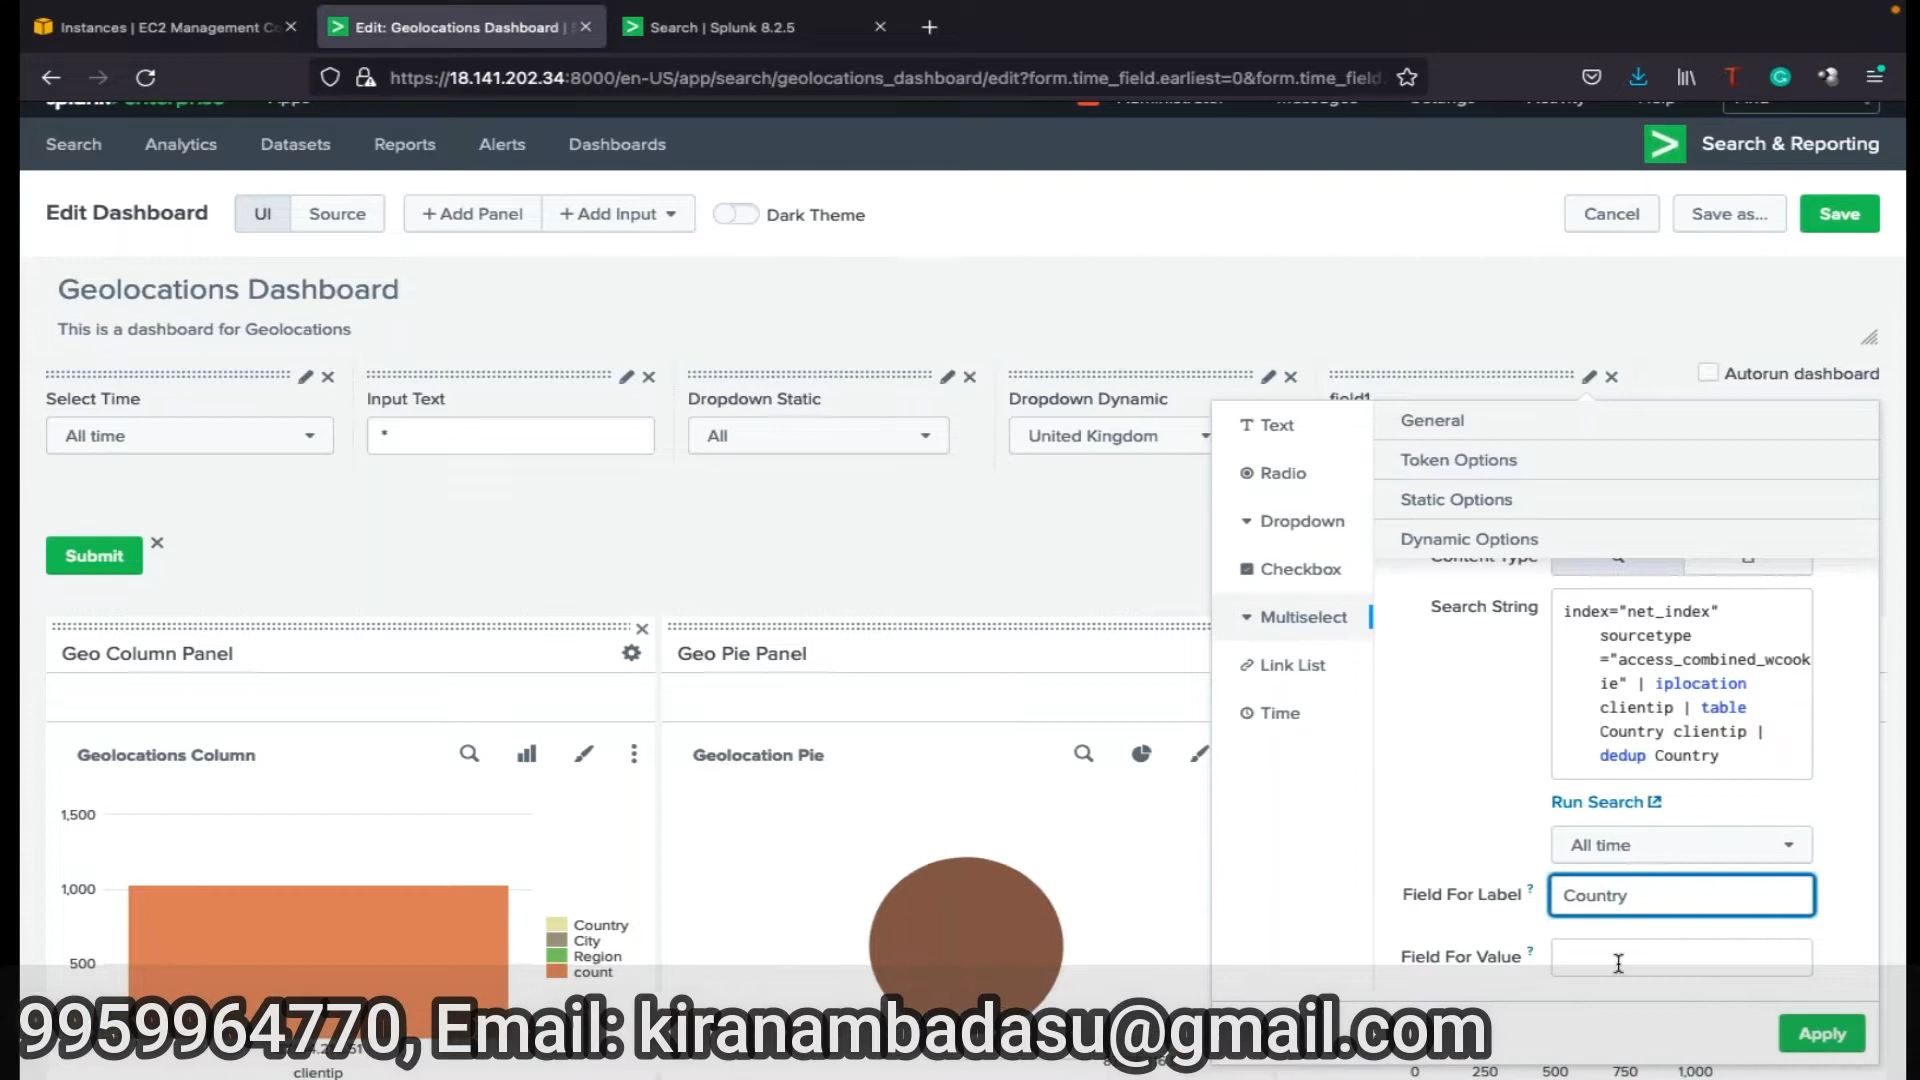 Instances | EC2 Management Co
Edit: Geolocations Dashboard |
Search | Splunk 8.2.5
https://18.141.202.34:8000/en-US/app/search/geolocations_dashboard/edit?form.time_field.earliest=0&form.time_field.
Search
Analytics
Datasets
Reports
Alerts
Dashboards
Search & Reporting
Edit Dashboard
UI
Source
+ Add Panel
+ Add Input
Dark Theme
Cancel
Save as...
Save
Geolocations Dashboard
This is a dashboard for Geolocations
Autorun dashboard
Select Time
Input Text
Dropdown Static
Dropdown Dynamic
field1
All time
*
All
United Kingdom
Submit
Text
Radio
Dropdown
Checkbox
Multiselect
Link List
Time
General
Token Options
Static Options
Dynamic Options
Content Type
Search String
index="net_index"
sourcetype
="access_combined_wcook
ie" | iplocation
clientip | table
Country clientip |
dedup Country
Run Search
All time
Field For Label ?
Country
Field For Value ?
Apply
Geo Column Panel
Geo Pie Panel
Geolocations Column
Geolocation Pie
1,500
1,000
500
Country
City
Region
count
clientip
0
250
500
750
1,000
9959964770, Email: kiranambadasu@gmail.com